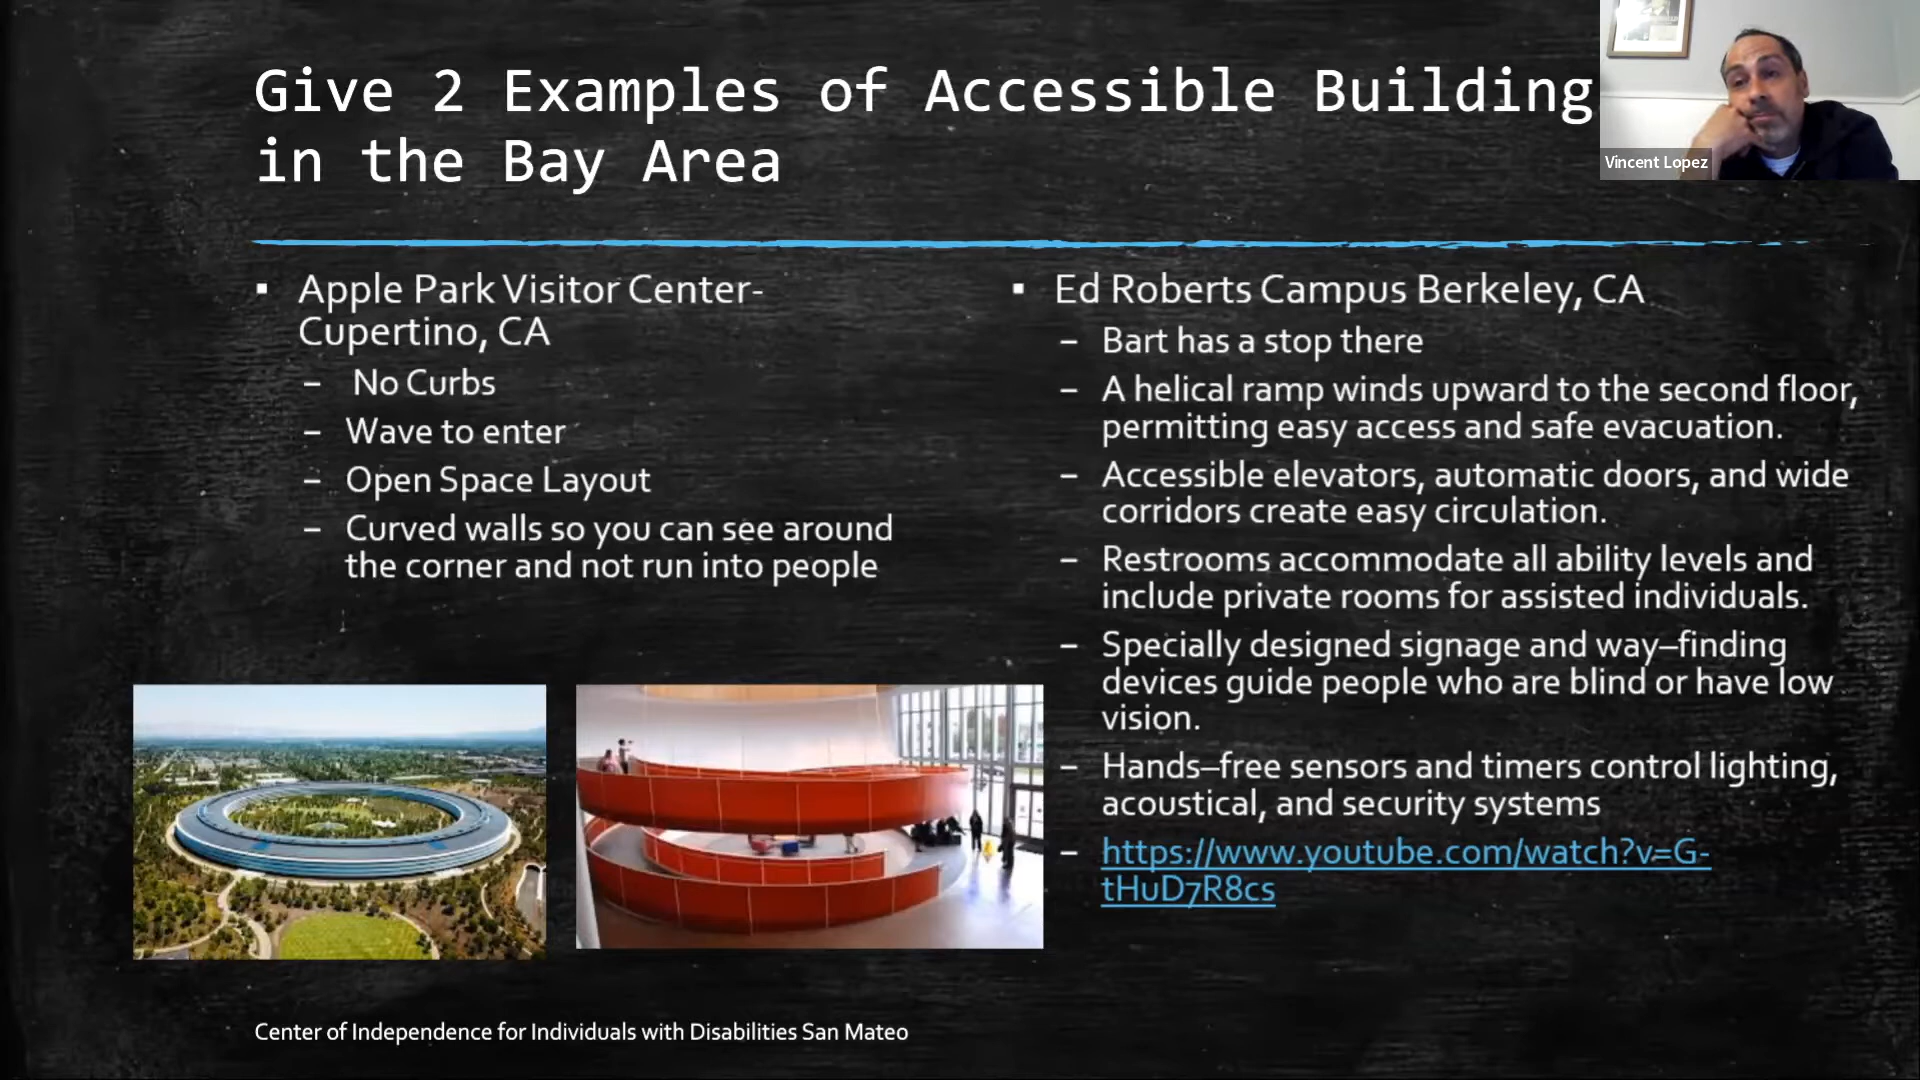 Give 2 Examples of Accessible Building
in the Bay Area
Vincent Lopez
▪ Apple Park Visitor Center-
Cupertino, CA
– No Curbs
– Wave to enter
– Open Space Layout
– Curved walls so you can see around
the corner and not run into people
▪ Ed Roberts Campus Berkeley, CA
– Bart has a stop there
– A helical ramp winds upward to the second floor,
permitting easy access and safe evacuation.
– Accessible elevators, automatic doors, and wide
corridors create easy circulation.
– Restrooms accommodate all ability levels and
include private rooms for assisted individuals.
– Specially designed signage and way–finding
devices guide people who are blind or have low
vision.
– Hands–free sensors and timers control lighting,
acoustical, and security systems
– https://www.youtube.com/watch?v=G-
tHuD7R8cs
Center of Independence for Individuals with Disabilities San Mateo